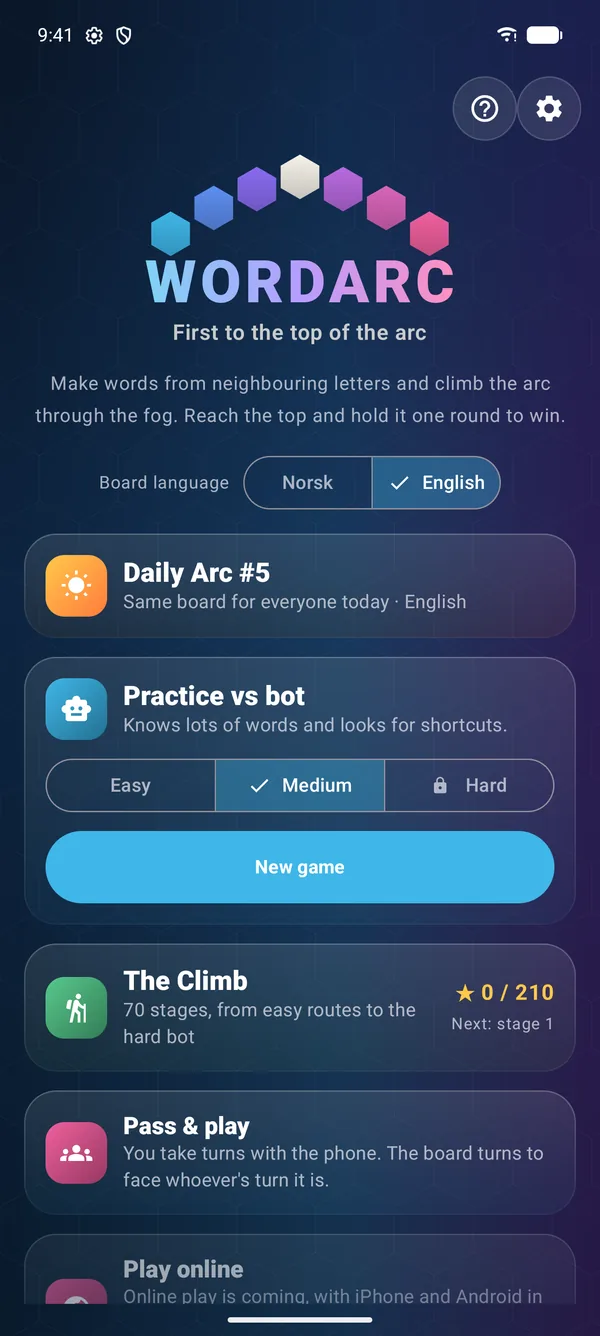 9:41
WORDARC
First to the top of the arc
Make words from neighbouring letters and climb the arc
through the fog. Reach the top and hold it one round to win.
Board language
Norsk
English
Daily Arc #5
Same board for everyone today · English
Practice vs bot
Knows lots of words and looks for shortcuts.
Easy
Medium
Hard
New game
The Climb
70 stages, from easy routes to the
hard bot
★ 0 / 210
Next: stage 1
Pass & play
You take turns with the phone. The board turns to
face whoever's turn it is.
Play online
Online play is coming, with iPhone and Android in